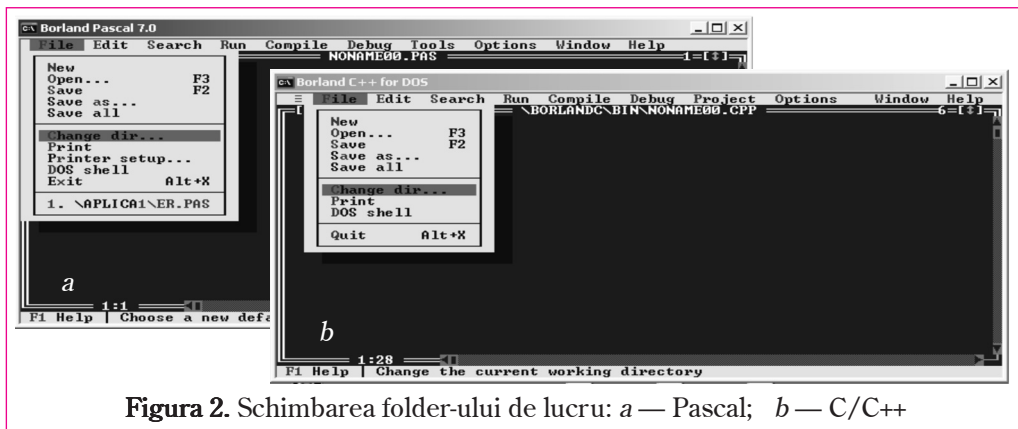 Borland Pascal 7.0
File Edit Search Run Compile Debug Tools Options Window Help
NONAME00.PAS 1=[↕]
New
Open... F3
Save F2
Save as...
Save all
Change dir...
Print
Printer setup...
DOS shell
Exit Alt+X
1. \APLICA1\ER.PAS
a
1:1
F1 Help | Choose a new defa
Borland C++ for DOS
≡ File Edit Search Run Compile Debug Project Options Window Help
\BORLANDC\BIN\NONAME00.CPP 6=[↕]
New
Open... F3
Save F2
Save as...
Save all
Change dir...
Print
DOS shell
Quit Alt+X
b
1:28
F1 Help | Change the current working directory
Figura 2. Schimbarea folder-ului de lucru: a — Pascal; b — C/C++